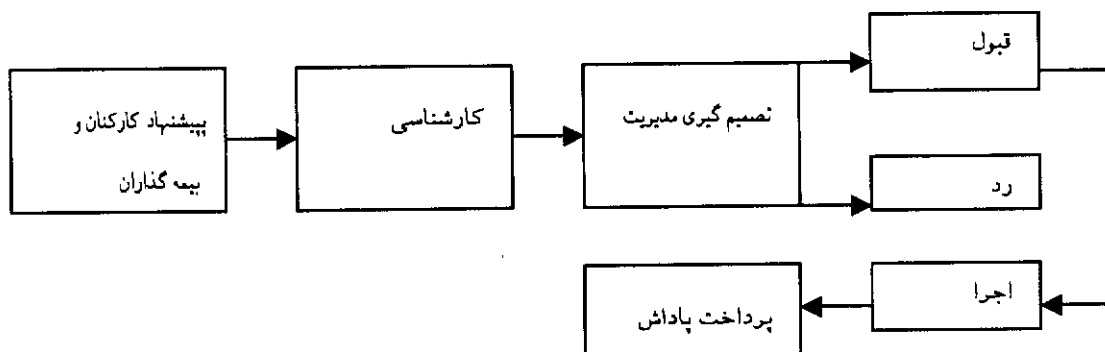 پیشنهاد کارکنان و
بیمه گذاران
کارشناسی
تصمیم گیری مدیریت
قبول
رد
اجرا
پرداخت پاداش